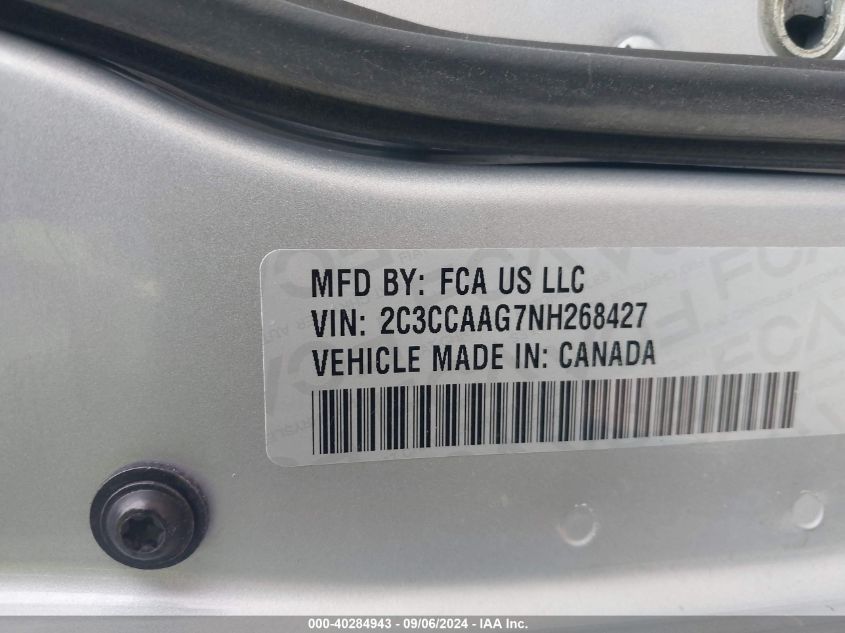 MFD BY: FCA US LLC
VIN: 2C3CCAAG7NH268427
VEHICLE MADE IN: CANADA
000-40284943 - 09/06/2024 - IAA Inc.